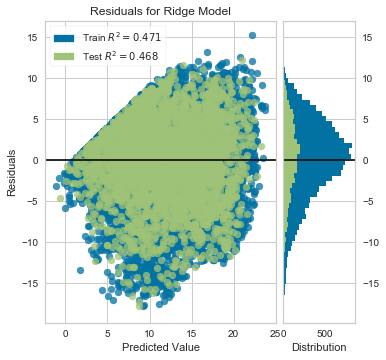 Residuals for Ridge Model
Train R² = 0.471
Test R² = 0.468
Residuals
15
10
5
0
−5
−10
−15
15
10
5
0
−5
−10
−15
0 5 10 15 20 25 0 500
Predicted Value Distribution